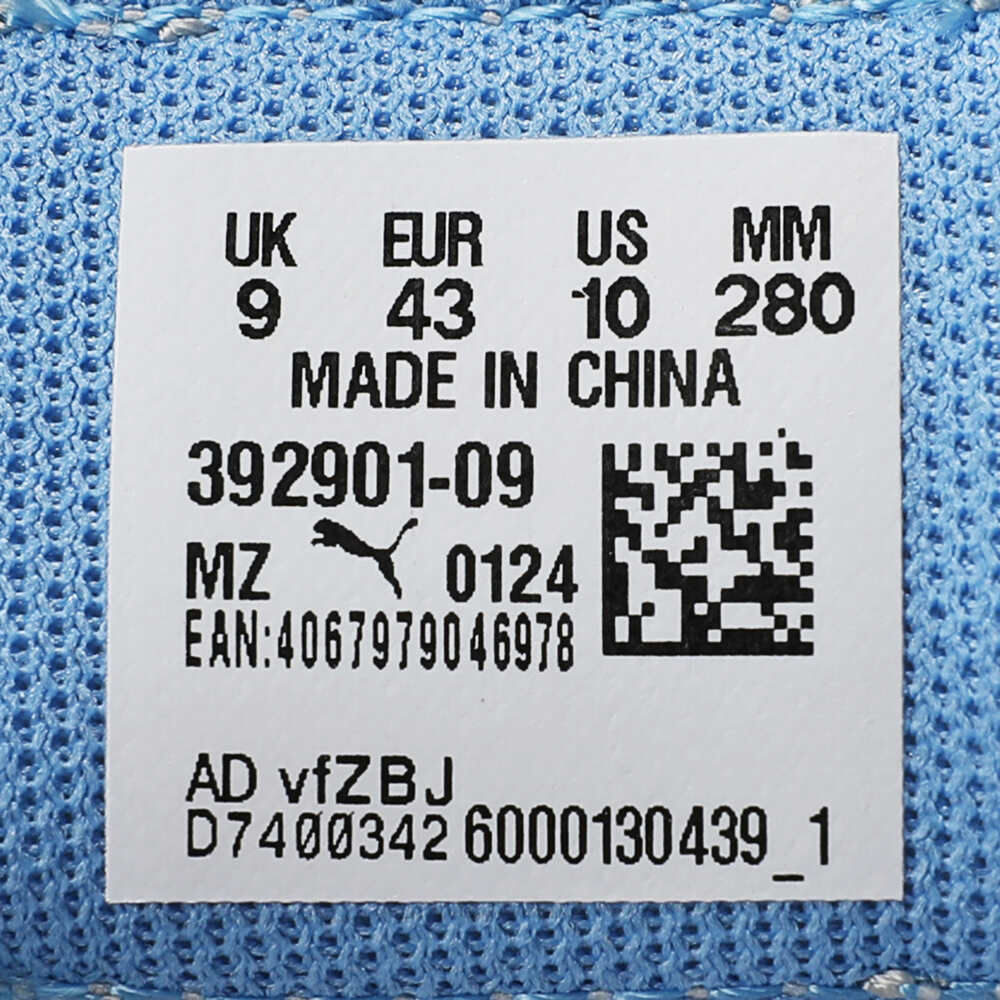 UK EUR US MM
9 43 10 280
MADE IN CHINA
392901-09
MZ 0124
EAN:4067979046978
AD vfZBJ
D7400342 6000130439_1